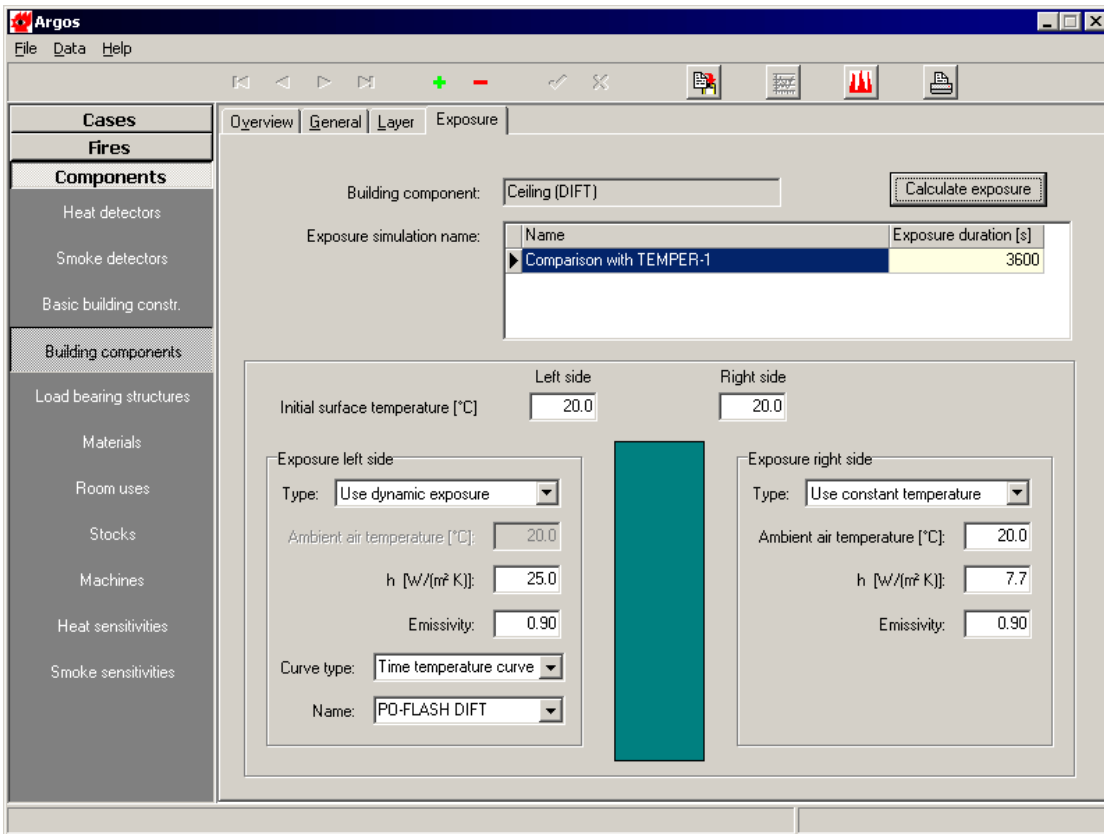 Argos
File Data Help
Cases
Fires
Components
Heat detectors
Smoke detectors
Basic building constr.
Building components
Load bearing structures
Materials
Room uses
Stocks
Machines
Heat sensitivities
Smoke sensitivities
Overview General Layer Exposure
Building component: Ceiling (DIFT) Calculate exposure
Exposure simulation name: Name Exposure duration [s]
Comparison with TEMPER-1 3600
Left side Right side
Initial surface temperature [°C] 20.0 20.0
Exposure left side
Type: Use dynamic exposure
Ambient air temperature [°C]: 20.0
h [W/(m² K)]: 25.0
Emissivity: 0.90
Curve type: Time temperature curve
Name: PO-FLASH DIFT
Exposure right side
Type: Use constant temperature
Ambient air temperature [°C]: 20.0
h [W/(m² K)]: 7.7
Emissivity: 0.90